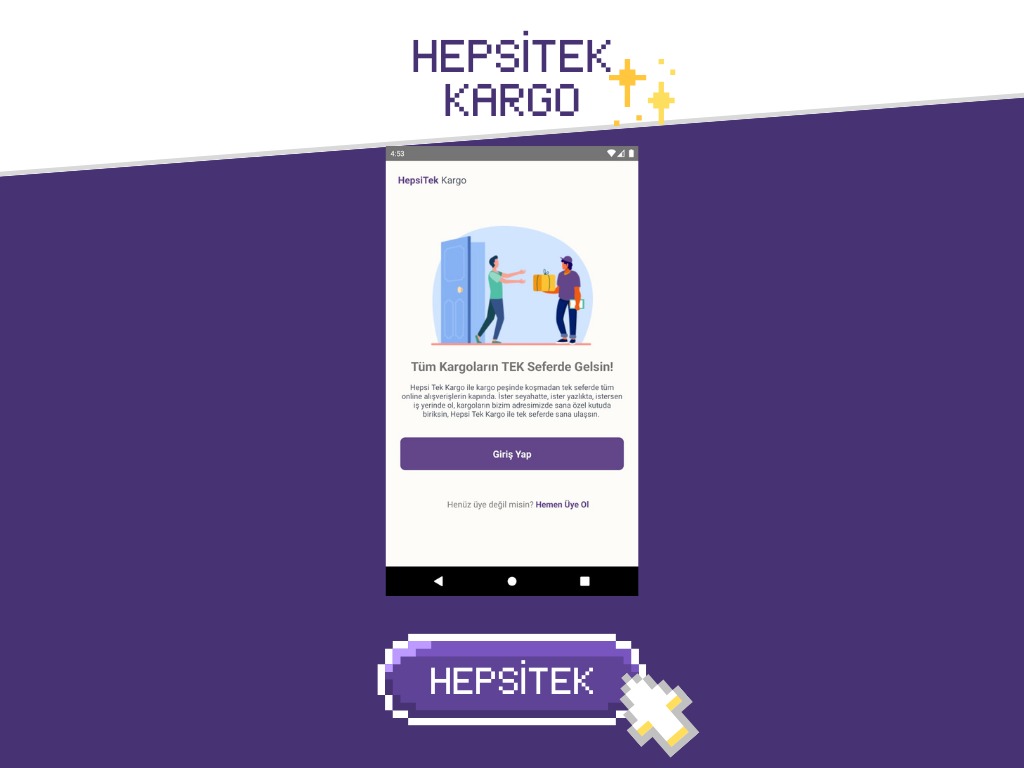 HEPSİTEK
KARGO
4:53
HepsiTek Kargo
Tüm Kargoların TEK Seferde Gelsin!
Hepsi Tek Kargo ile kargo peşinde koşmadan tek seferde tüm
online alışverişlerin kapında. İster seyahatte, ister yazlıkta, istersen
iş yerinde ol, kargoların bizim adresimizde sana özel kutuda
biriksin, Hepsi Tek Kargo ile tek seferde sana ulaşsın.
Giriş Yap
Henüz üye değil misin? Hemen Üye Ol
HEPSİTEK